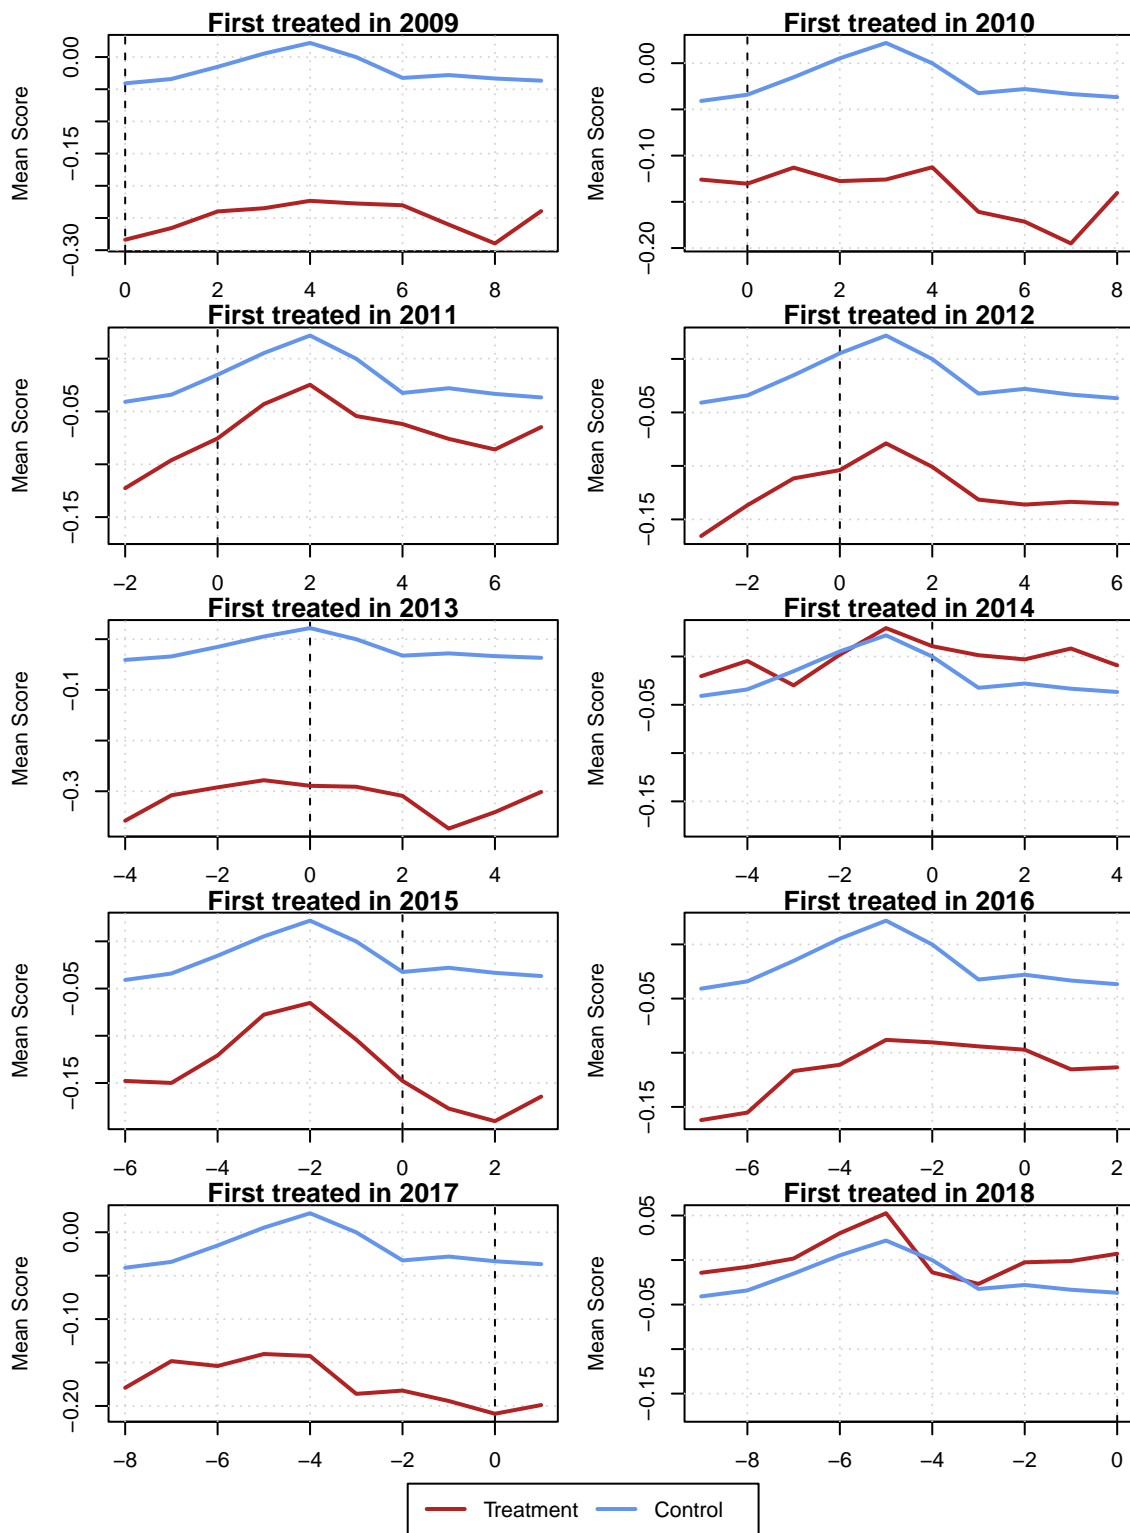 First treated in 2009
Mean Score
0.00
−0.15
−0.30
0 2 4 6 8
First treated in 2010
Mean Score
0.00
−0.10
−0.20
0 2 4 6 8
First treated in 2011
Mean Score
−0.05
−0.15
−2 0 2 4 6
First treated in 2012
Mean Score
−0.05
−0.15
−2 0 2 4 6
First treated in 2013
Mean Score
−0.1
−0.3
−4 −2 0 2 4
First treated in 2014
Mean Score
−0.05
−0.15
−4 −2 0 2 4
First treated in 2015
Mean Score
−0.05
−0.15
−6 −4 −2 0 2
First treated in 2016
Mean Score
−0.05
−0.15
−6 −4 −2 0 2
First treated in 2017
Mean Score
0.00
−0.10
−0.20
−8 −6 −4 −2 0
First treated in 2018
Mean Score
0.05
−0.05
−0.15
−8 −6 −4 −2 0
Treatment Control